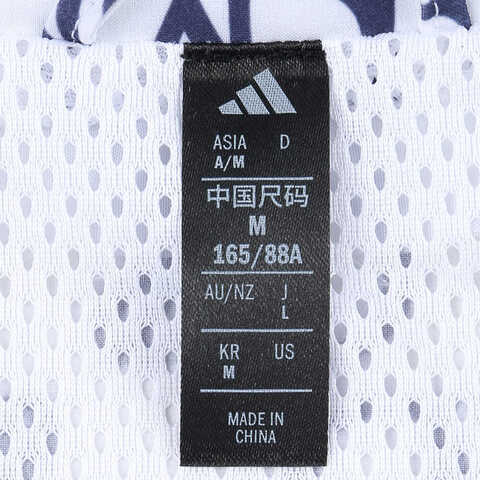 ASIA D
A/M
中国尺码
M
165/88A
AU/NZ J
L
KR US
M
MADE IN
CHINA